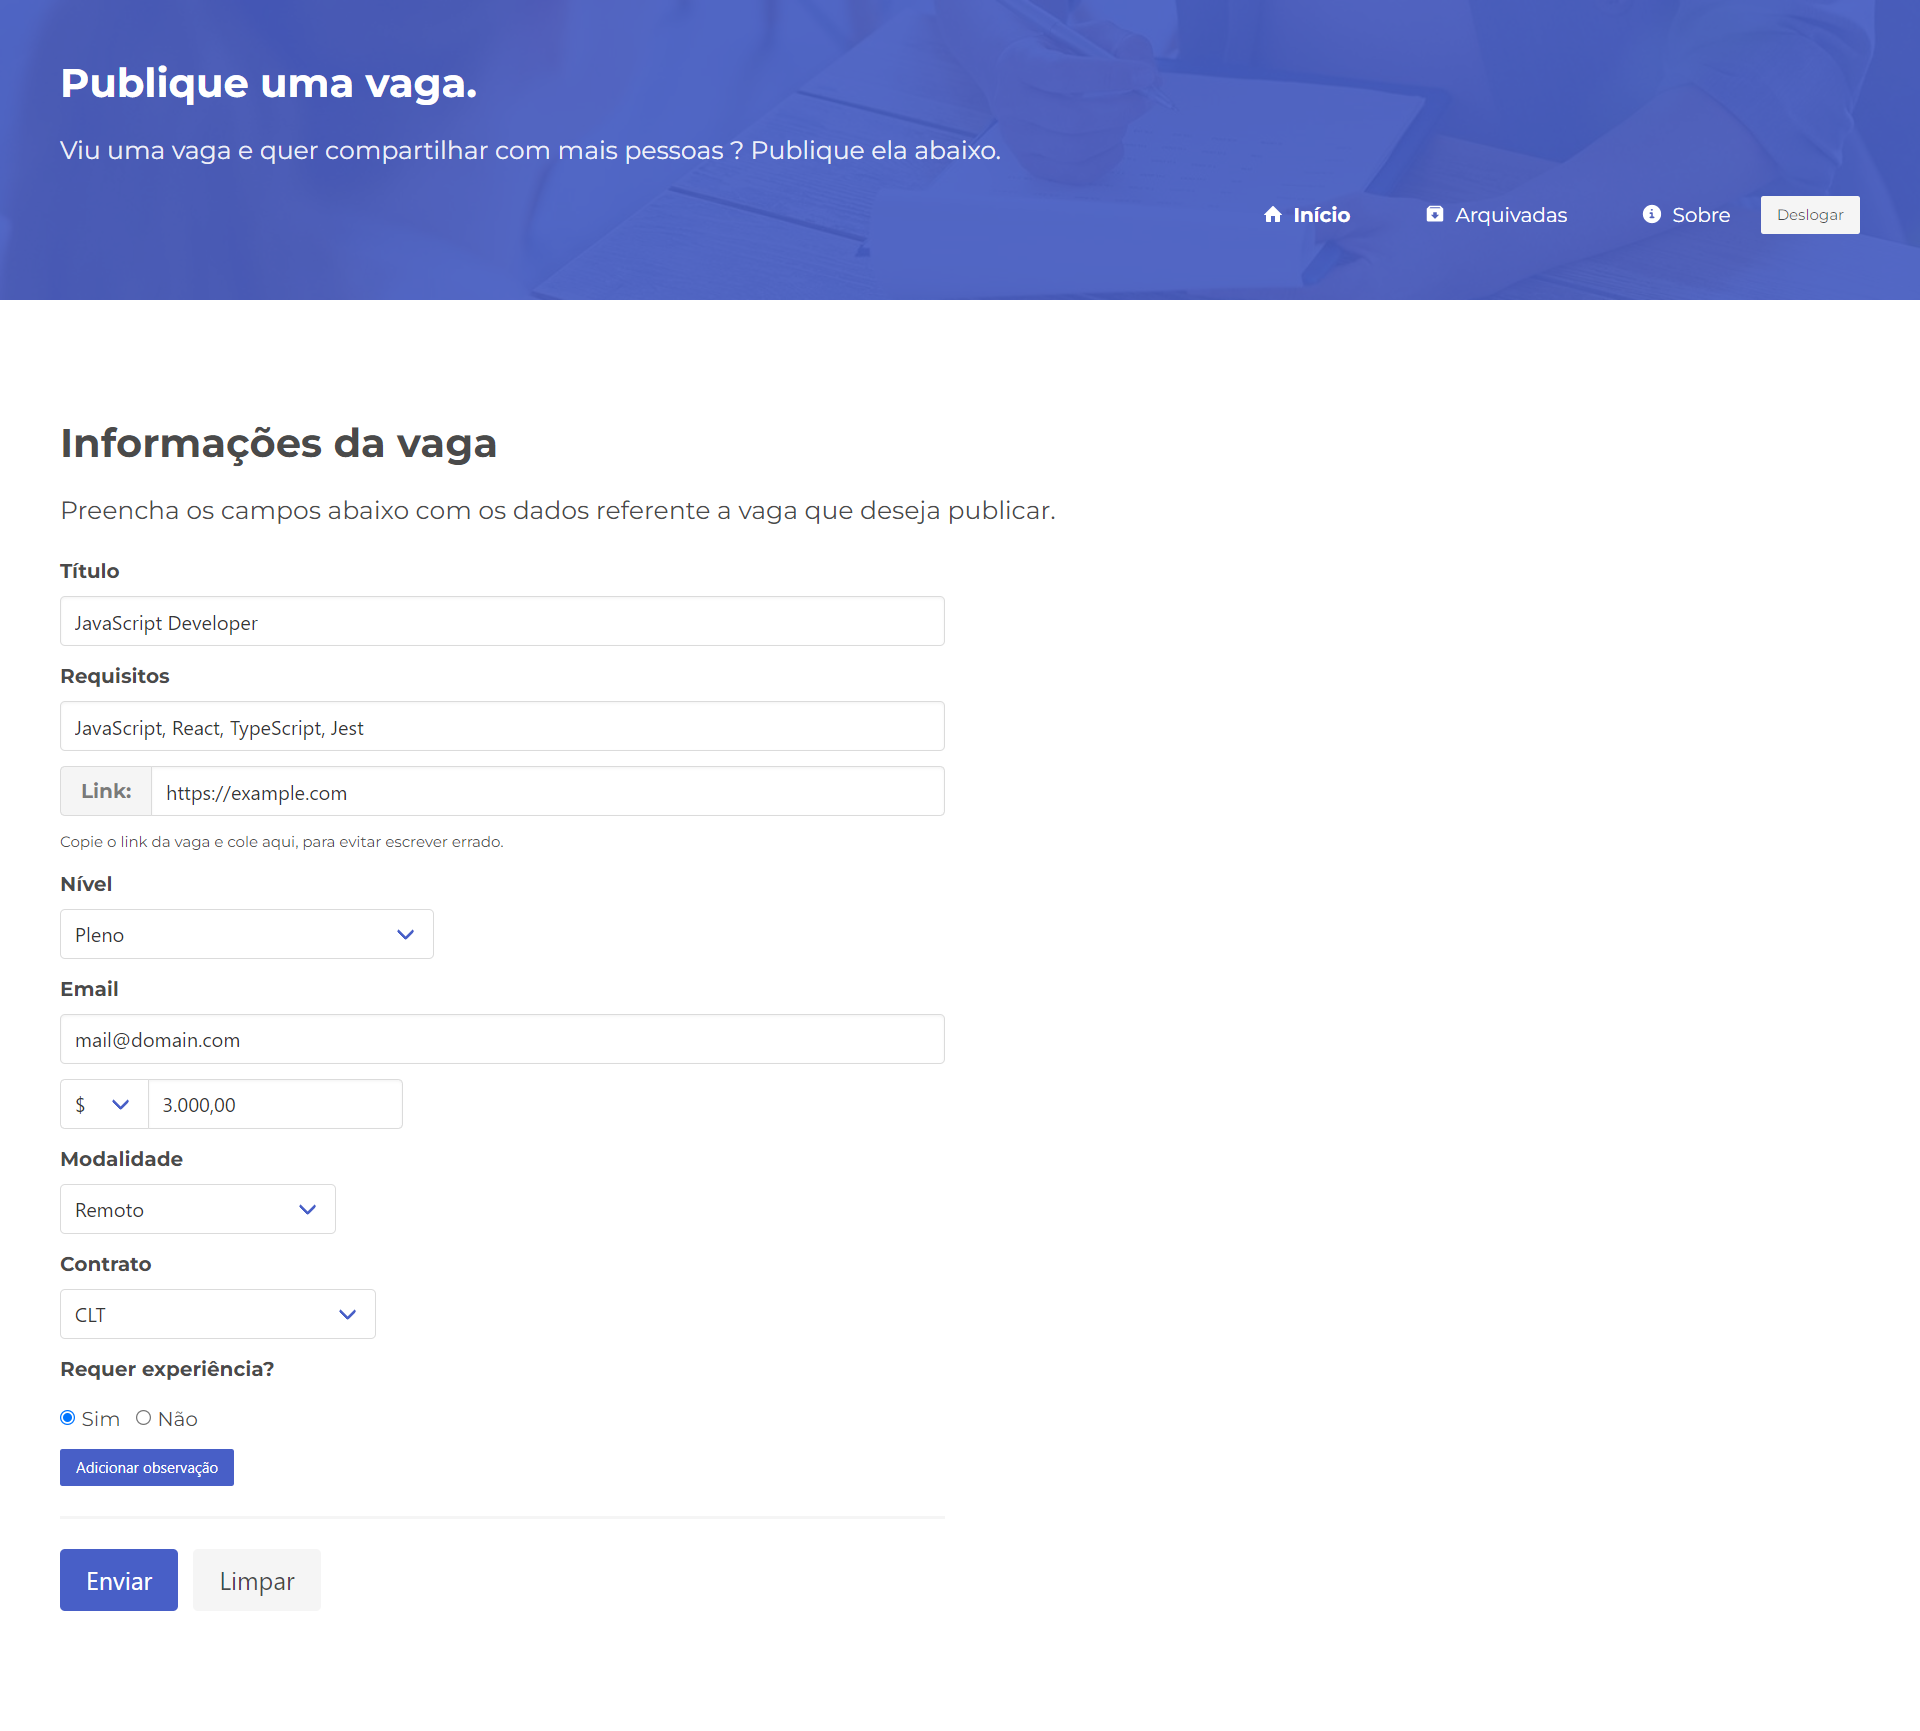 Publique uma vaga.
Viu uma vaga e quer compartilhar com mais pessoas ? Publique ela abaixo.
Início Arquivadas Sobre Deslogar
Informações da vaga
Preencha os campos abaixo com os dados referente a vaga que deseja publicar.
Título
JavaScript Developer
Requisitos
JavaScript, React, TypeScript, Jest
Link: https://example.com
Copie o link da vaga e cole aqui, para evitar escrever errado.
Nível
Pleno
Email
mail@domain.com
$ 3.000,00
Modalidade
Remoto
Contrato
CLT
Requer experiência?
Sim Não
Adicionar observação
Enviar Limpar